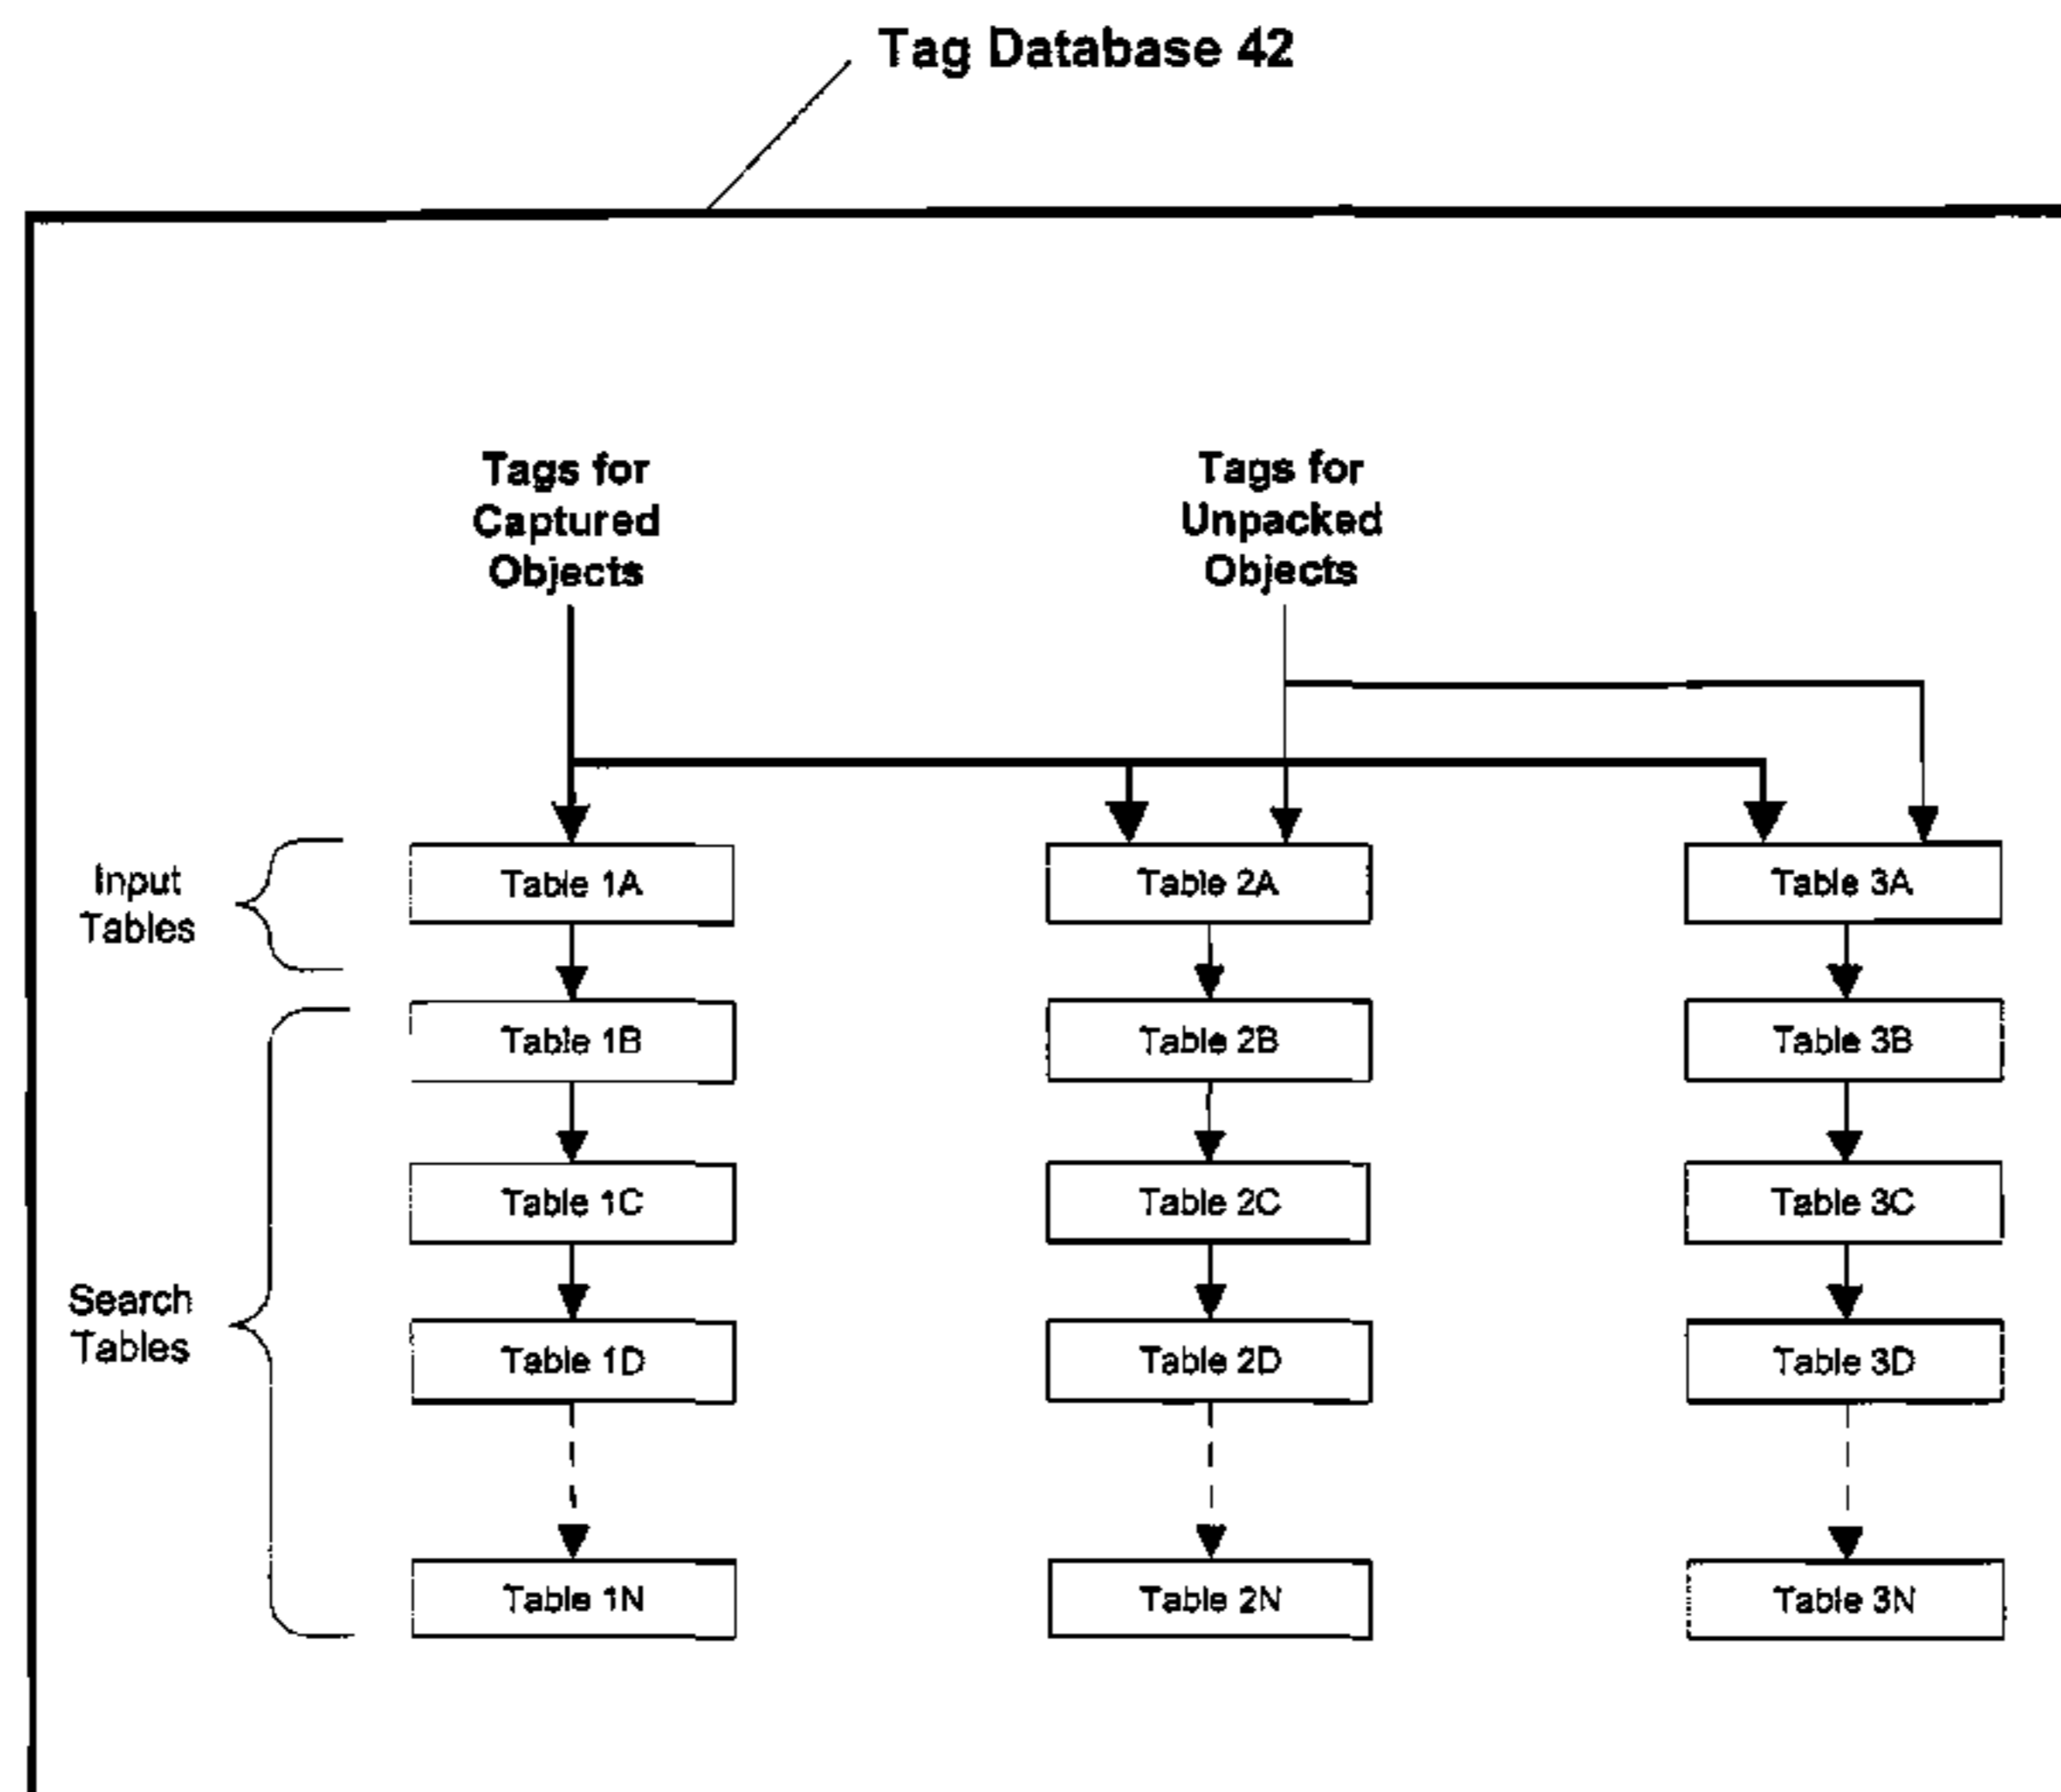 Tag Database 42
Tags for
Captured
Objects
Tags for
Unpacked
Objects
Input
Tables
Table 1A
Table 2A
Table 3A
Table 1B
Table 2B
Table 3B
Table 1C
Table 2C
Table 3C
Search
Tables
Table 1D
Table 2D
Table 3D
Table 1N
Table 2N
Table 3N